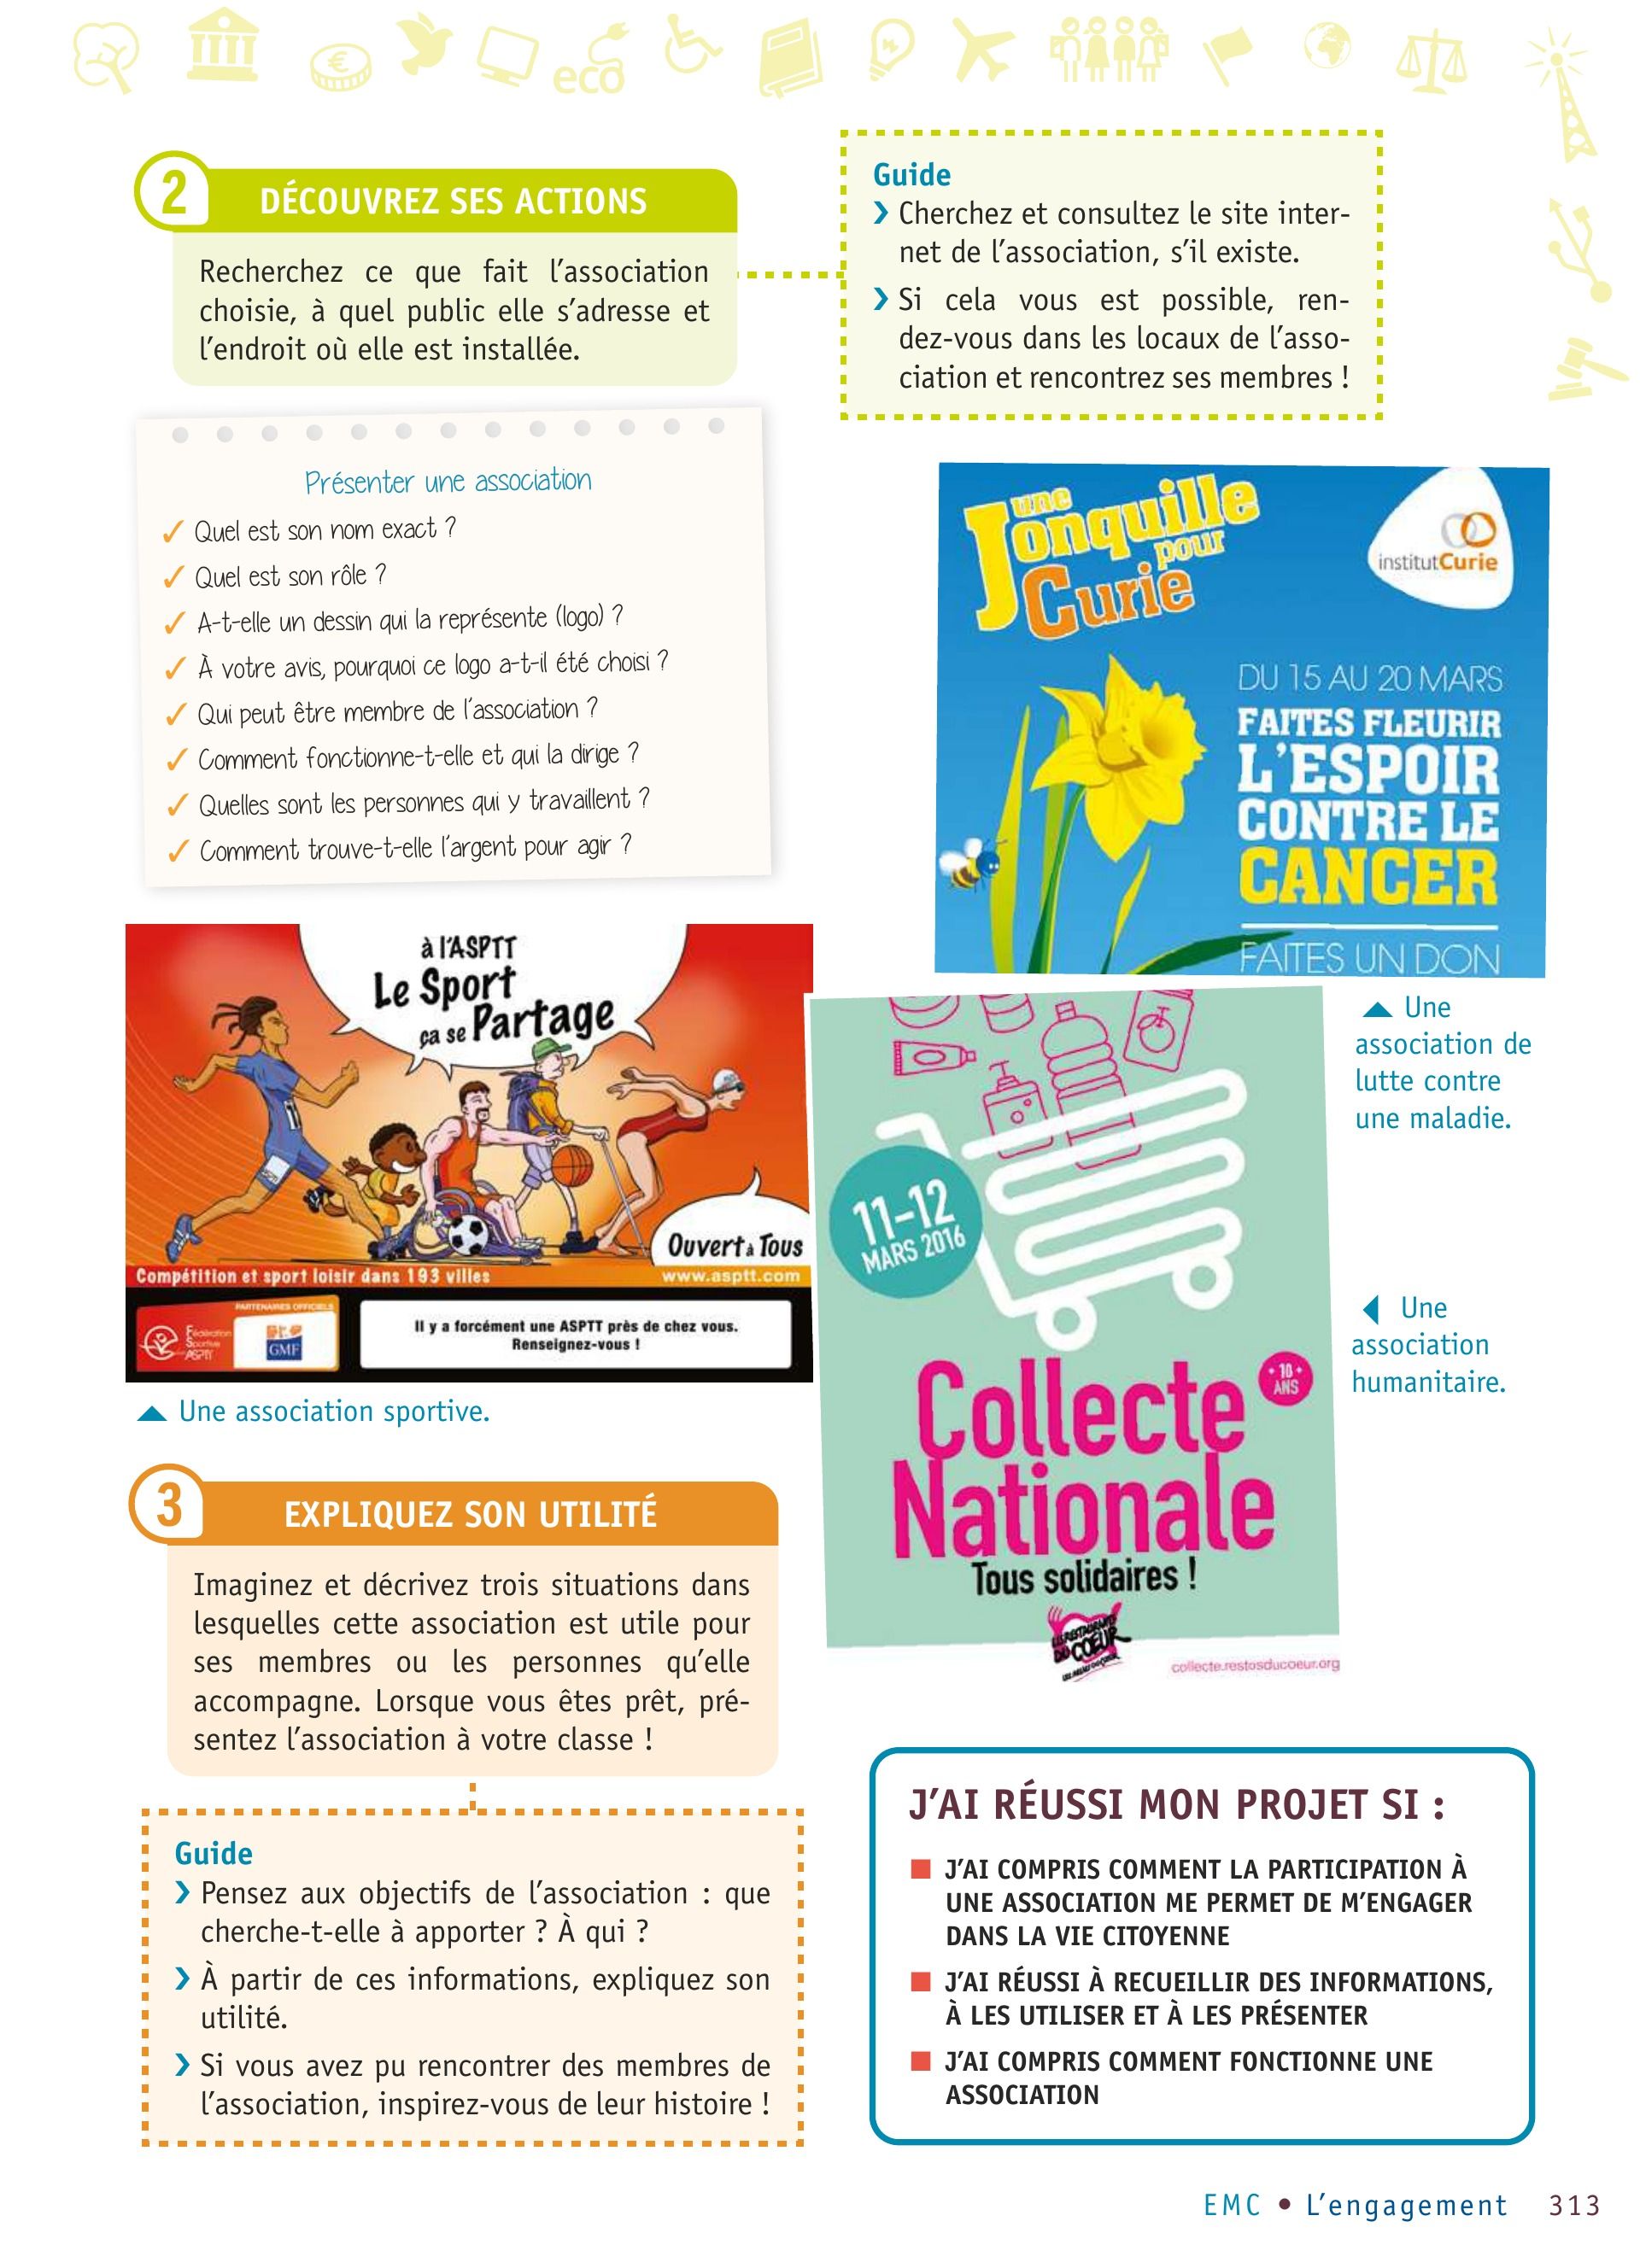 eco
2
DÉCOUVREZ SES ACTIONS
Recherchez ce que fait l’association
choisie, à quel public elle s’adresse et
l’endroit où elle est installée.
Guide
› Cherchez et consultez le site inter-
net de l’association, s’il existe.
› Si cela vous est possible, ren-
dez-vous dans les locaux de l’asso-
ciation et rencontrez ses membres !
Présenter une association
✓ Quel est son nom exact ?
✓ Quel est son rôle ?
✓ A-t-elle un dessin qui la représente (logo) ?
✓ À votre avis, pourquoi ce logo a-t-il été choisi ?
✓ Qui peut être membre de l’association ?
✓ Comment fonctionne-t-elle et qui la dirige ?
✓ Quelles sont les personnes qui y travaillent ?
✓ Comment trouve-t-elle l’argent pour agir ?
une
Jonquille
pour
Curie
institutCurie
DU 15 AU 20 MARS
FAITES FLEURIR
L’ESPOIR
CONTRE LE
CANCER
FAITES UN DON
▲ Une
association de
lutte contre
une maladie.
à l’ASPTT
Le Sport
ça se Partage
Ouvert à Tous
Compétition et sport loisir dans 193 villes
www.asptt.com
PARTENAIRES OFFICIELS
Fédération
Sportive
ASPTT
GMF
Il y a forcément une ASPTT près de chez vous.
Renseignez-vous !
▲ Une association sportive.
11-12
MARS 2016
Collecte
10
ANS
Nationale
Tous solidaires !
LES RESTAURANTS
DU COEUR
collecte.restosducoeur.org
◀ Une
association
humanitaire.
3
EXPLIQUEZ SON UTILITÉ
Imaginez et décrivez trois situations dans
lesquelles cette association est utile pour
ses membres ou les personnes qu’elle
accompagne. Lorsque vous êtes prêt, pré-
sentez l’association à votre classe !
Guide
› Pensez aux objectifs de l’association : que
cherche-t-elle à apporter ? À qui ?
› À partir de ces informations, expliquez son
utilité.
› Si vous avez pu rencontrer des membres de
l’association, inspirez-vous de leur histoire !
J’AI RÉUSSI MON PROJET SI :
■ J’AI COMPRIS COMMENT LA PARTICIPATION À
UNE ASSOCIATION ME PERMET DE M’ENGAGER
DANS LA VIE CITOYENNE
■ J’AI RÉUSSI À RECUEILLIR DES INFORMATIONS,
À LES UTILISER ET À LES PRÉSENTER
■ J’AI COMPRIS COMMENT FONCTIONNE UNE
ASSOCIATION
EMC • L’engagement 313